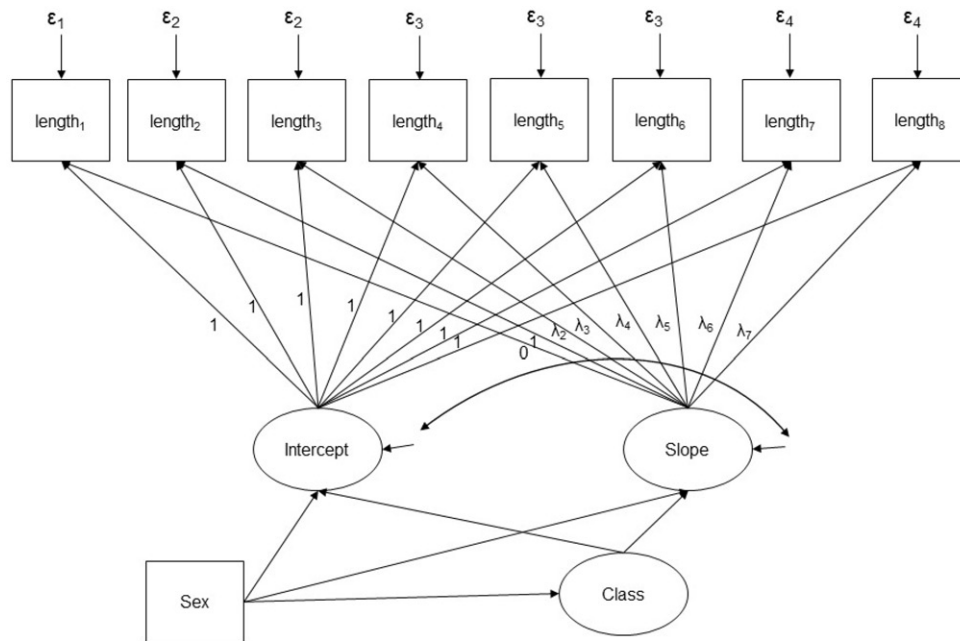 ε₁ ε₂ ε₂ ε₃ ε₃ ε₃ ε₄ ε₄
length₁ length₂ length₃ length₄ length₅ length₆ length₇ length₈
1 1 1 1 1 1 1 1 0 1 λ₂ λ₃ λ₄ λ₅ λ₆ λ₇
Intercept Slope
Sex Class